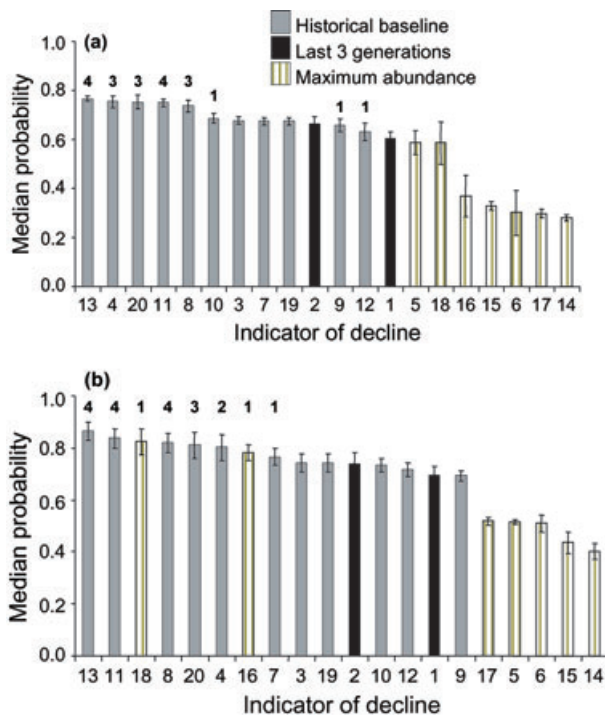 Historical baseline
Last 3 generations
Maximum abundance
(a)
1.0
0.8
0.6
0.4
0.2
0.0
Median probability
4 3 3 4 3 1 1 1
13 4 20 11 8 10 3 7 19 2 9 12 1 5 18 16 15 6 17 14
Indicator of decline
(b)
1.0
0.8
0.6
0.4
0.2
0.0
Median probability
4 4 1 4 3 2 1 1
13 11 18 8 20 4 16 7 3 19 2 10 12 1 9 17 5 6 15 14
Indicator of decline